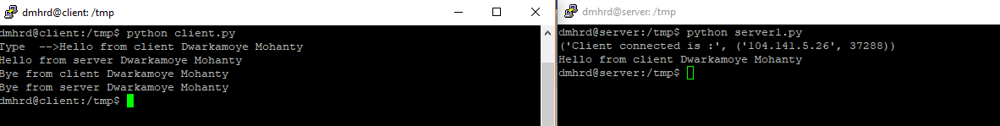 dmhrd@client: /tmp
dmhrd@client:/tmp$ python client.py
Type  -->Hello from client Dwarkamoye Mohanty
Hello from server Dwarkamoye Mohanty
Bye from client Dwarkamoye Mohanty
Bye from server Dwarkamoye Mohanty
dmhrd@client:/tmp$
dmhrd@server: /tmp
dmhrd@server:/tmp$ python server1.py
('Client connected is :', ('104.141.5.26', 37288))
Hello from client Dwarkamoye Mohanty
dmhrd@server:/tmp$